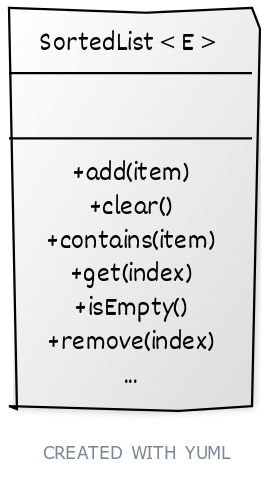 SortedList < E >
+add(item)
+clear()
+contains(item)
+get(index)
+isEmpty()
+remove(index)
...
CREATED WITH YUML